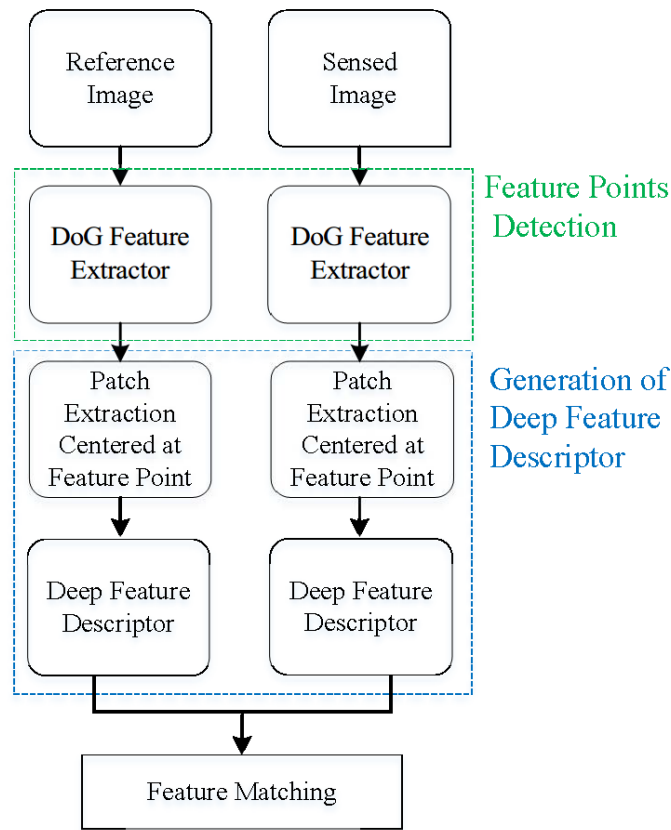 Reference
Image
Sensed
Image
DoG Feature
Extractor
DoG Feature
Extractor
Feature Points
Detection
Patch
Extraction
Centered at
Feature Point
Patch
Extraction
Centered at
Feature Point
Generation of
Deep Feature
Descriptor
Deep Feature
Descriptor
Deep Feature
Descriptor
Feature Matching